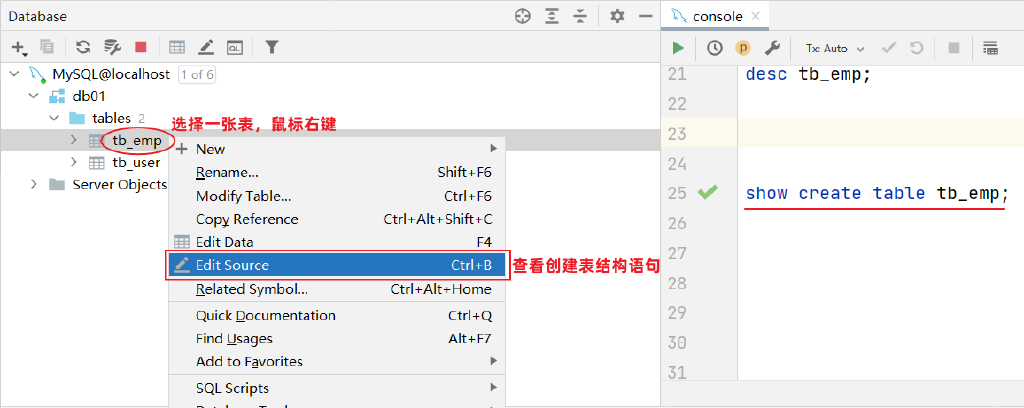 Database
MySQL@localhost 1 of 6
db01
tables 2
选择一张表，鼠标右键
tb_emp
tb_user
Server Objects
New
Rename... Shift+F6
Modify Table... Ctrl+F6
Copy Reference Ctrl+Alt+Shift+C
Edit Data F4
Edit Source Ctrl+B
查看创建表结构语句
Related Symbol... Ctrl+Alt+Home
Quick Documentation Ctrl+Q
Find Usages Alt+F7
Add to Favorites
SQL Scripts
console
Tx: Auto
21 desc tb_emp;
22
23
24
25 show create table tb_emp;
26
27
28
29
30
31